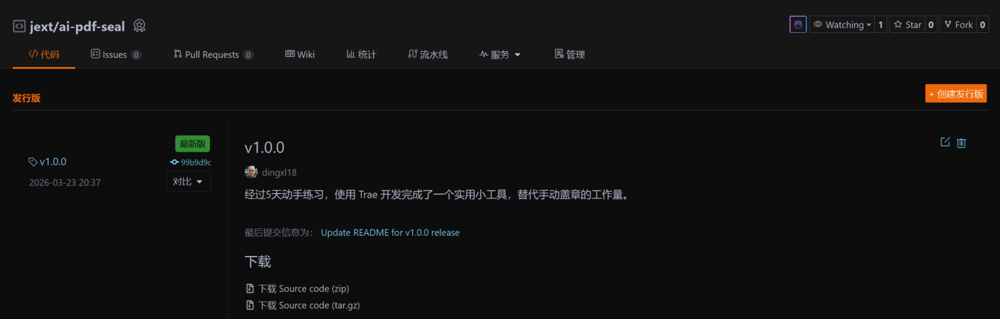 jext/ai-pdf-seal
Watching 1 Star 0 Fork 0
代码 Issues 0 Pull Requests 0 Wiki 统计 流水线 服务 管理
发行版
+ 创建发行版
最新版
v1.0.0
99b9d9c
2026-03-23 20:37
对比
v1.0.0
dingxl18
经过5天动手练习，使用 Trae 开发完成了一个实用小工具，替代手动盖章的工作量。
最后提交信息为： Update README for v1.0.0 release
下载
下载 Source code (zip)
下载 Source code (tar.gz)